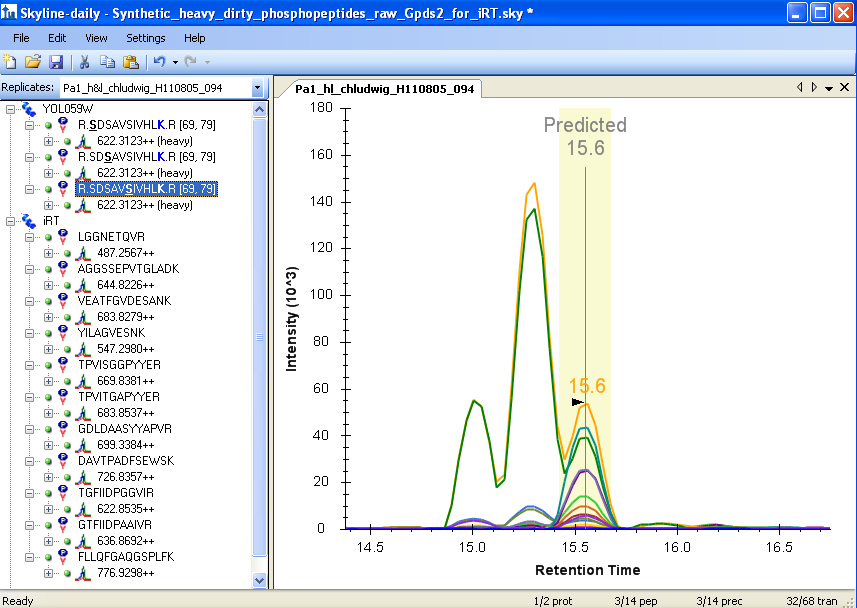 Skyline-daily - Synthetic_heavy_dirty_phosphopeptides_raw_Gpds2_for_iRT.sky *
File Edit View Settings Help
Replicates: Pa1_h&l_chludwig_H110805_094
YOL059W
R.SDSAVSIVHLK.R [69, 79]
622.3123++ (heavy)
R.SDSAVSIVHLK.R [69, 79]
622.3123++ (heavy)
R.SDSAVSIVHLK.R [69, 79]
622.3123++ (heavy)
iRT
LGGNETQVR
487.2567++
AGGSSEPVTGLADK
644.8226++
VEATFGVDESANK
683.8279++
YILAGVESNK
547.2980++
TPVISGGPYYER
669.8381++
TPVITGAPYYER
683.8537++
GDLDAASYYAPVR
699.3384++
DAVTPADFSEWSK
726.8357++
TGFIIDPGGVIR
622.8535++
GTFIIDPAAIVR
636.8692++
FLLQFGAQGSPLFK
776.9298++
Pa1_hl_chludwig_H110805_094
180
160
140
120
100
80
60
40
20
0
Intensity (10^3)
Predicted
15.6
15.6
14.5 15.0 15.5 16.0 16.5
Retention Time
Ready 1/2 prot 3/14 pep 3/14 prec 32/68 tran